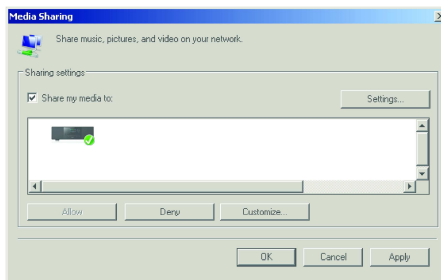 Media Sharing
Share music, pictures, and video on your network.
Sharing settings
Share my media to:
Settings...
Allow
Deny
Customize...
OK
Cancel
Apply